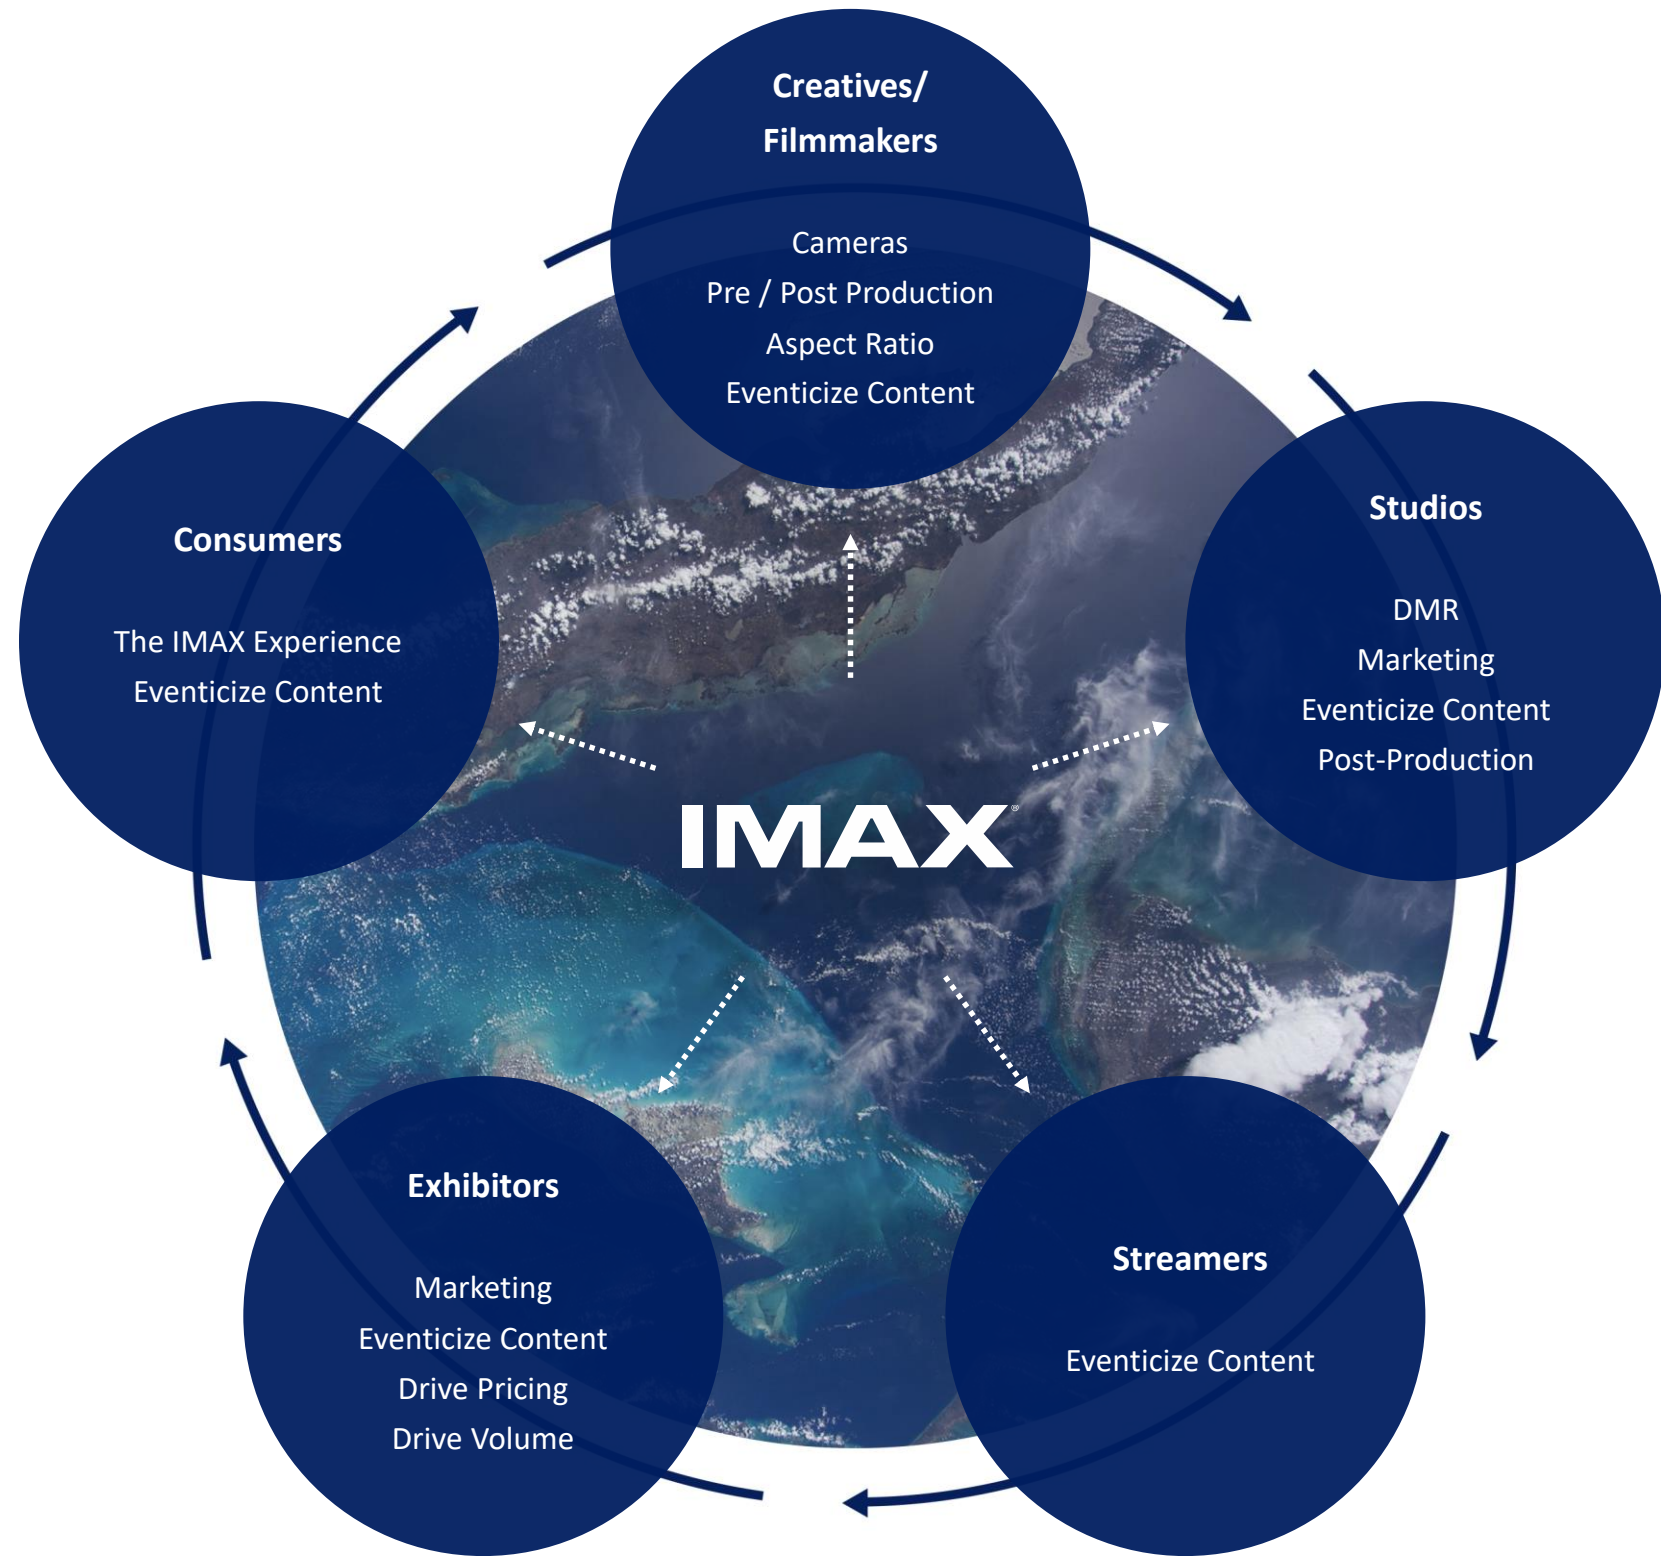 Creatives/
Filmmakers
Cameras
Pre / Post Production
Aspect Ratio
Eventicize Content
Studios
DMR
Marketing
Eventicize Content
Post-Production
Streamers
Eventicize Content
Exhibitors
Marketing
Eventicize Content
Drive Pricing
Drive Volume
Consumers
The IMAX Experience
Eventicize Content
IMAX®